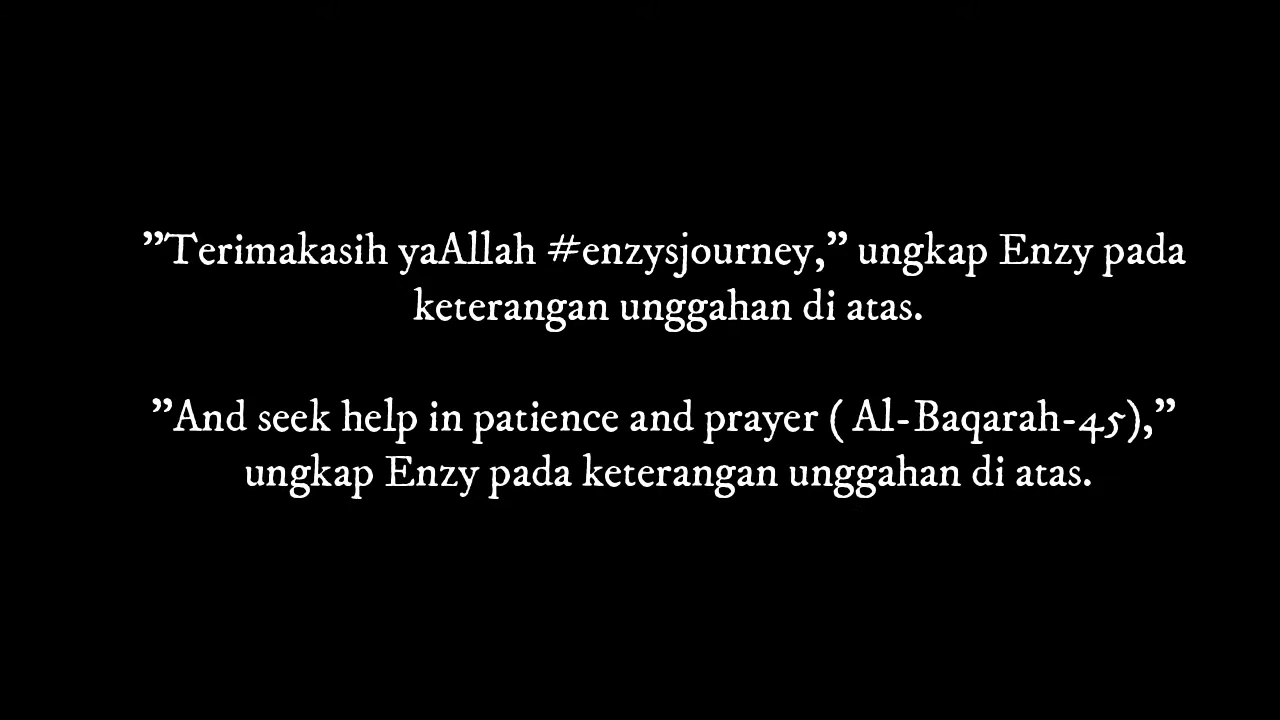 ”Terimakasih yaAllah #enzysjourney,” ungkap Enzy pada
keterangan unggahan di atas.
”And seek help in patience and prayer ( Al-Baqarah-45),”
ungkap Enzy pada keterangan unggahan di atas.